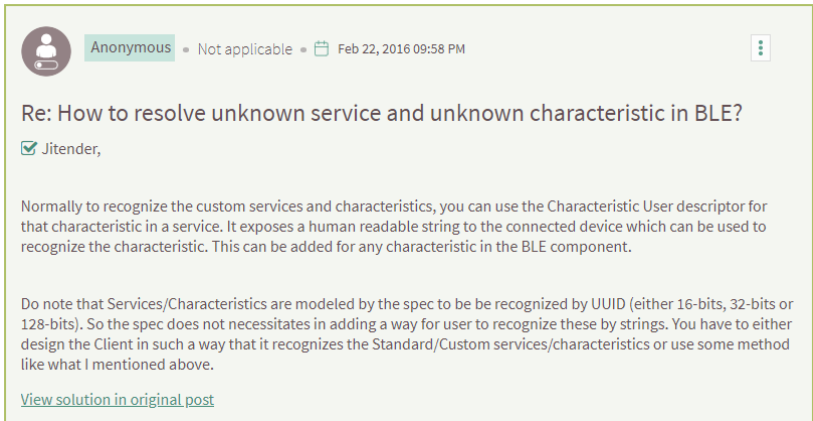 Anonymous • Not applicable • Feb 22, 2016 09:58 PM
Re: How to resolve unknown service and unknown characteristic in BLE?
Jitender,
Normally to recognize the custom services and characteristics, you can use the Characteristic User descriptor for
that characteristic in a service. It exposes a human readable string to the connected device which can be used to
recognize the characteristic. This can be added for any characteristic in the BLE component.
Do note that Services/Characteristics are modeled by the spec to be be recognized by UUID (either 16-bits, 32-bits or
128-bits). So the spec does not necessitates in adding a way for user to recognize these by strings. You have to either
design the Client in such a way that it recognizes the Standard/Custom services/characteristics or use some method
like what I mentioned above.
View solution in original post